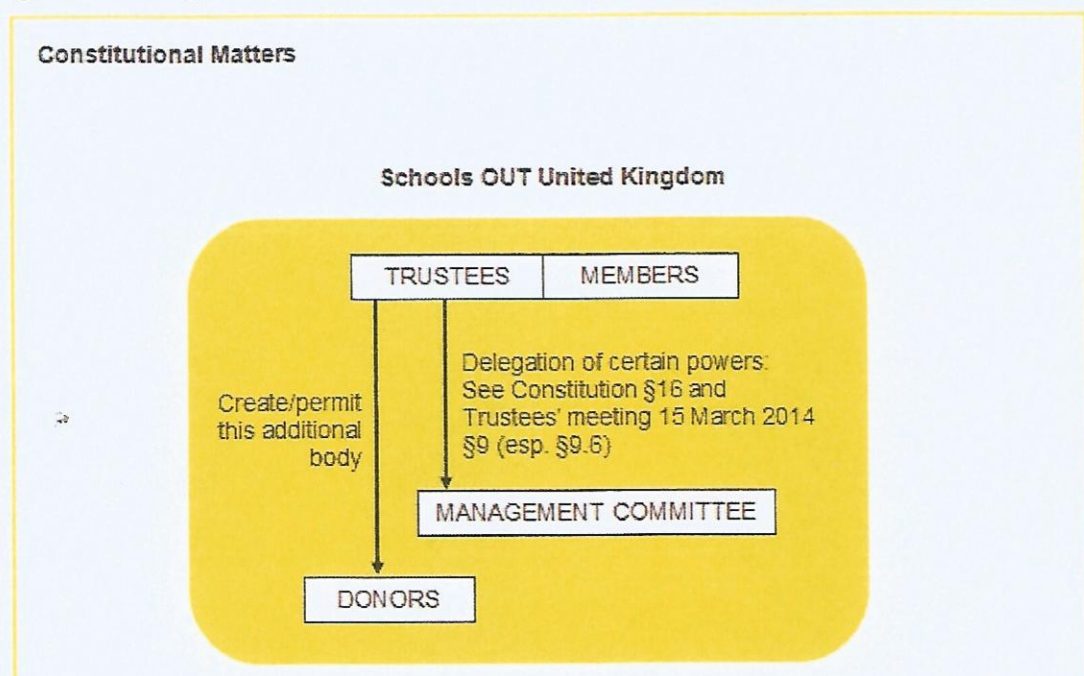 Constitutional Matters
Schools OUT United Kingdom
TRUSTEES
MEMBERS
Create/permit
this additional
body
Delegation of certain powers:
See Constitution §16 and
Trustees' meeting 15 March 2014
§9 (esp. §9.6)
MANAGEMENT COMMITTEE
DONORS